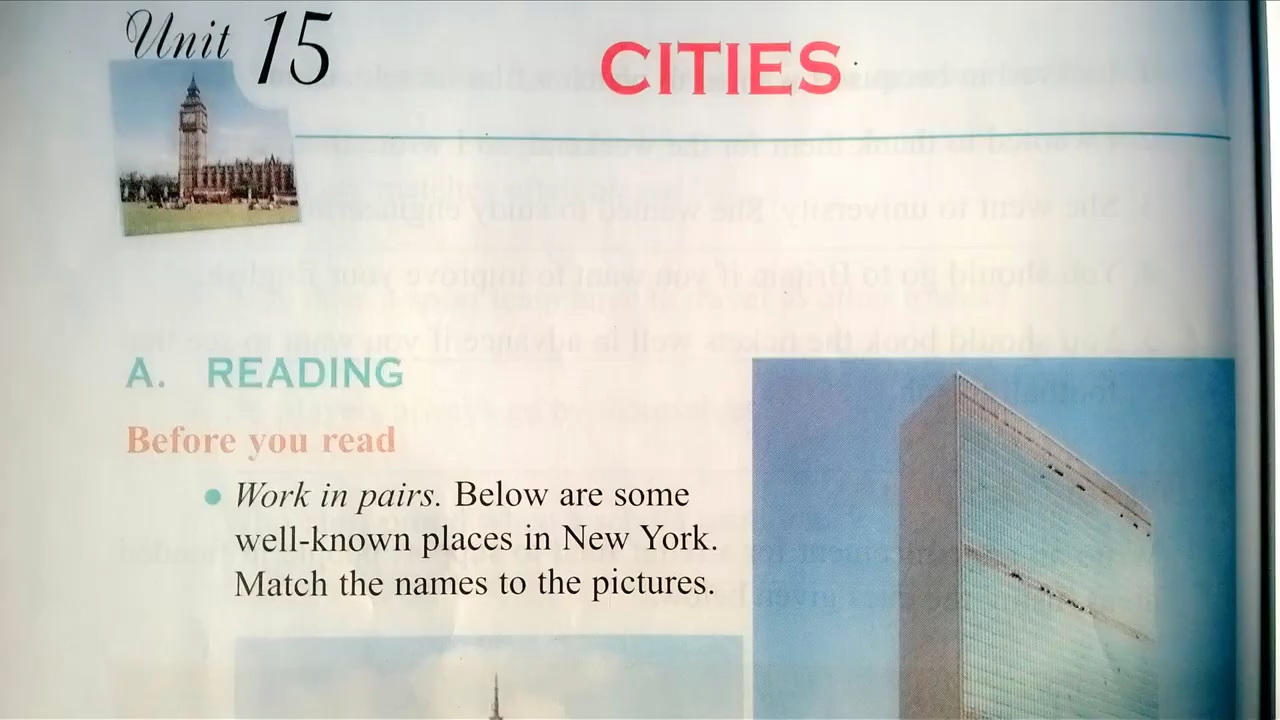 Unit 15
CITIES
A. READING
Before you read
• Work in pairs. Below are some
well-known places in New York.
Match the names to the pictures.